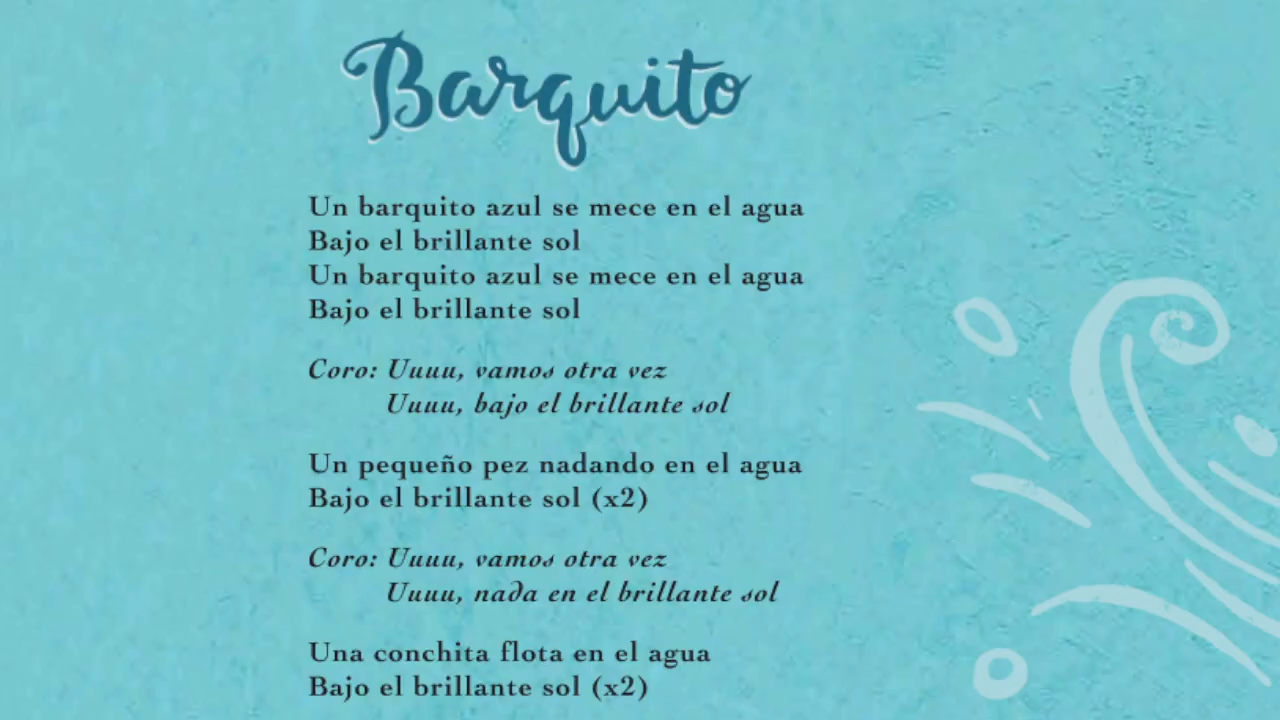 Barquito
Un barquito azul se mece en el agua
Bajo el brillante sol
Un barquito azul se mece en el agua
Bajo el brillante sol
Coro: Uuuu, vamos otra vez
Uuuu, bajo el brillante sol
Un pequeño pez nadando en el agua
Bajo el brillante sol (x2)
Coro: Uuuu, vamos otra vez
Uuuu, nada en el brillante sol
Una conchita flota en el agua
Bajo el brillante sol (x2)